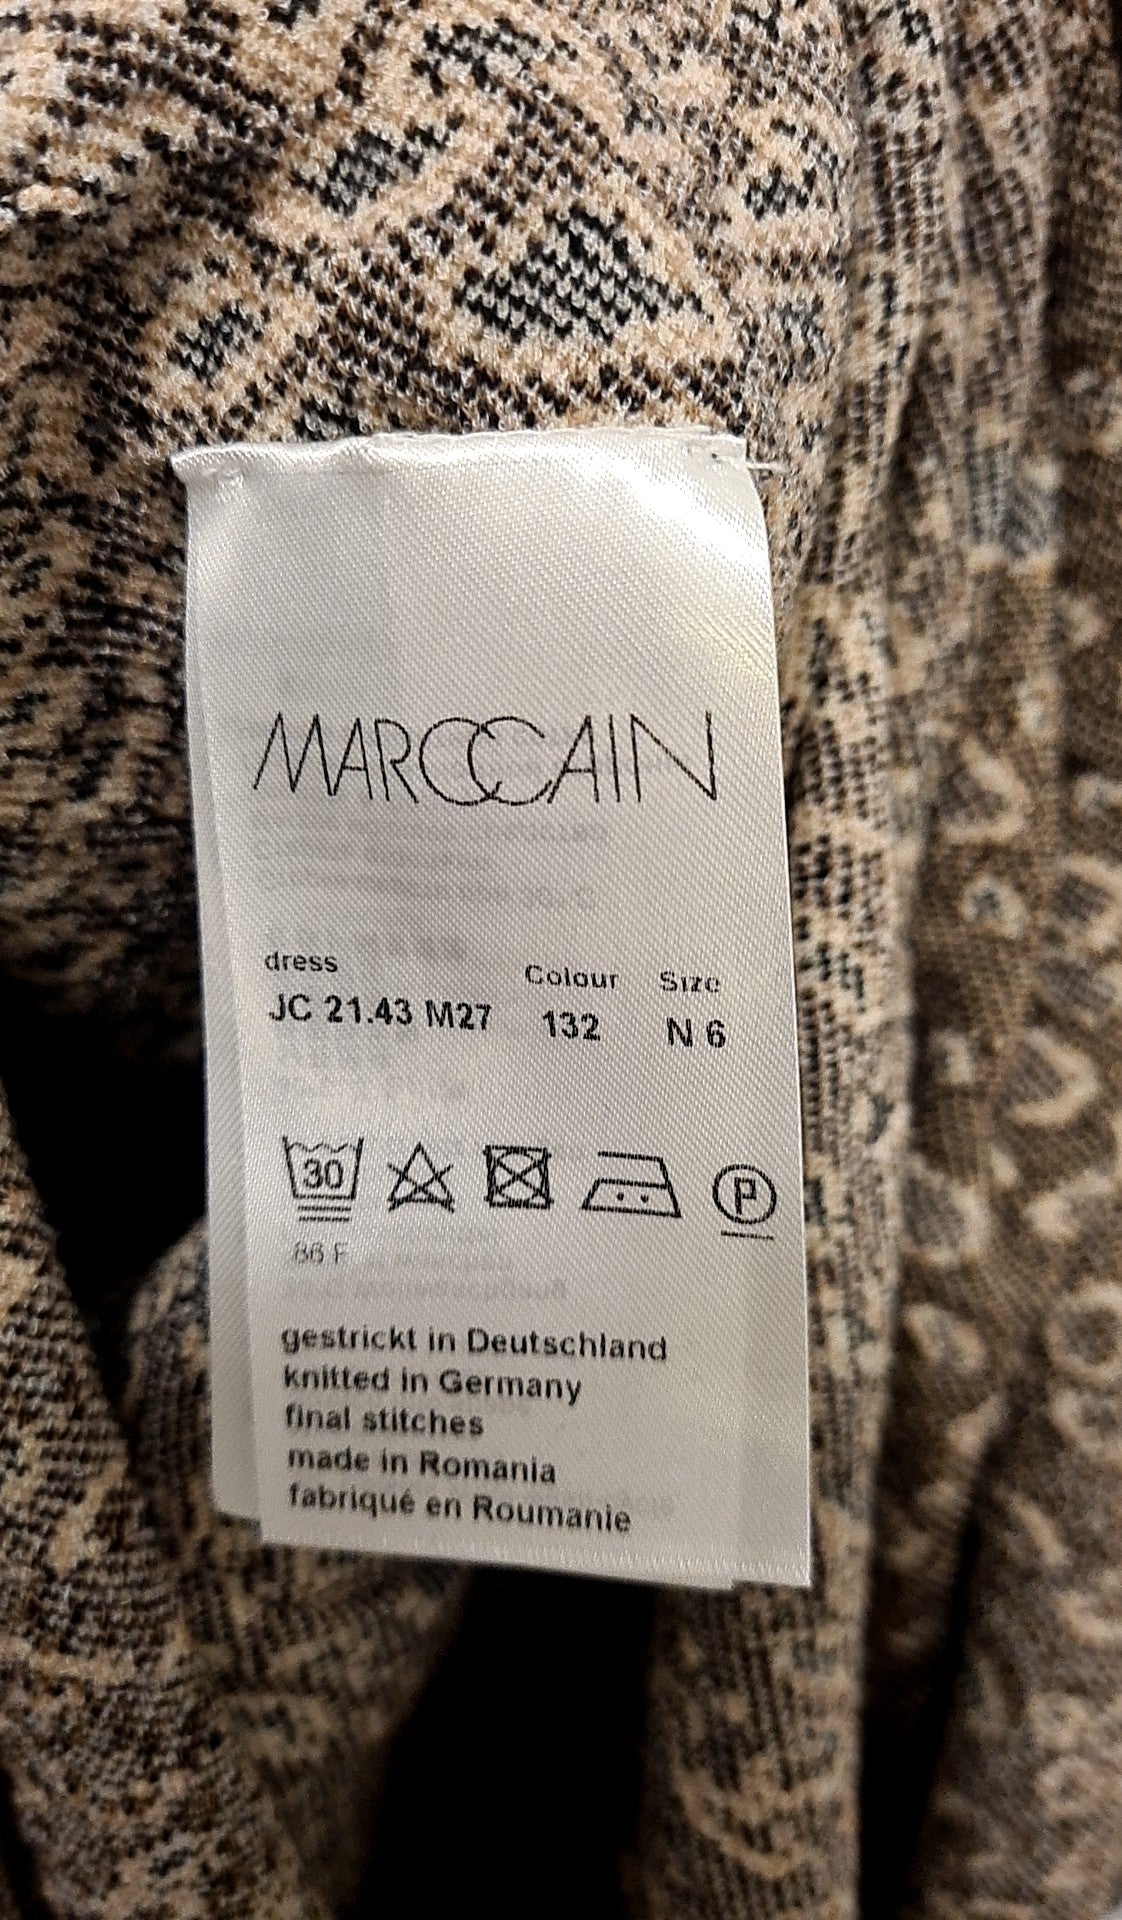 MARCCAIN
dress Colour Size
JC 21.43 M27 132 N 6
30 P
86 F
gestrickt in Deutschland
knitted in Germany
final stitches
made in Romania
fabriqué en Roumanie